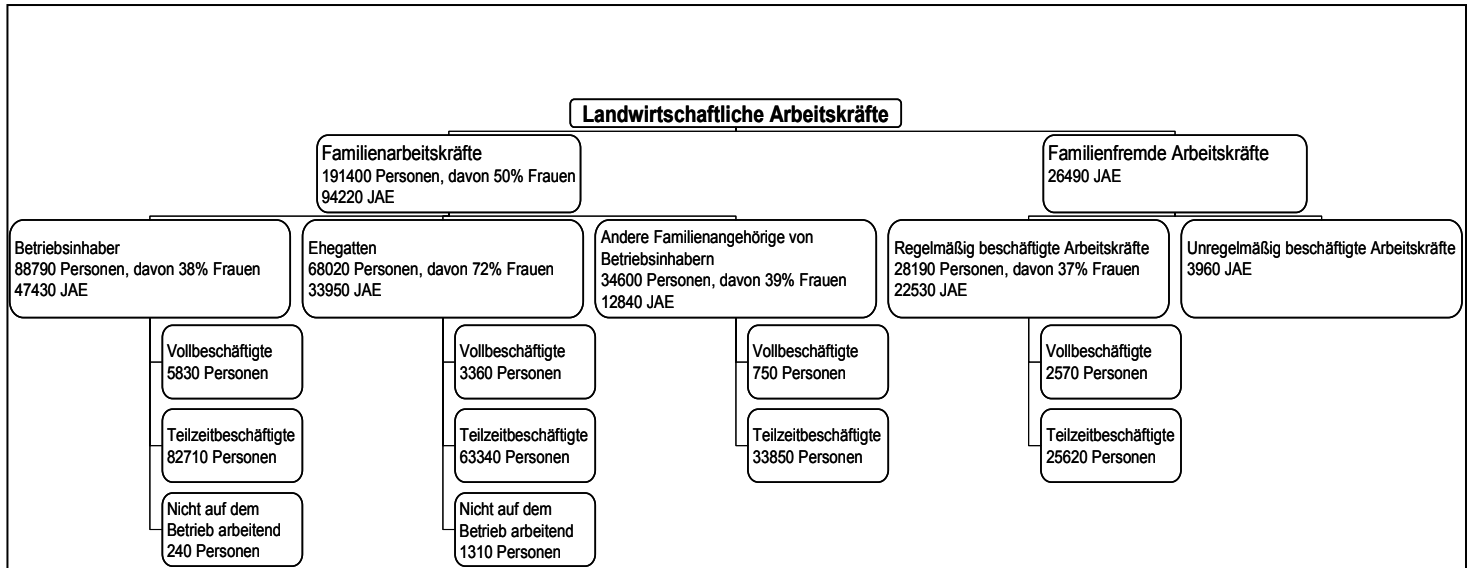 Landwirtschaftliche Arbeitskräfte
Familienarbeitskräfte
191400 Personen, davon 50% Frauen
94220 JAE
Familienfremde Arbeitskräfte
26490 JAE
Betriebsinhaber
88790 Personen, davon 38% Frauen
47430 JAE
Ehegatten
68020 Personen, davon 72% Frauen
33950 JAE
Andere Familienangehörige von
Betriebsinhabern
34600 Personen, davon 39% Frauen
12840 JAE
Regelmäßig beschäftigte Arbeitskräfte
28190 Personen, davon 37% Frauen
22530 JAE
Unregelmäßig beschäftigte Arbeitskräfte
3960 JAE
Vollbeschäftigte
5830 Personen
Vollbeschäftigte
3360 Personen
Vollbeschäftigte
750 Personen
Vollbeschäftigte
2570 Personen
Teilzeitbeschäftigte
82710 Personen
Teilzeitbeschäftigte
63340 Personen
Teilzeitbeschäftigte
33850 Personen
Teilzeitbeschäftigte
25620 Personen
Nicht auf dem
Betrieb arbeitend
240 Personen
Nicht auf dem
Betrieb arbeitend
1310 Personen